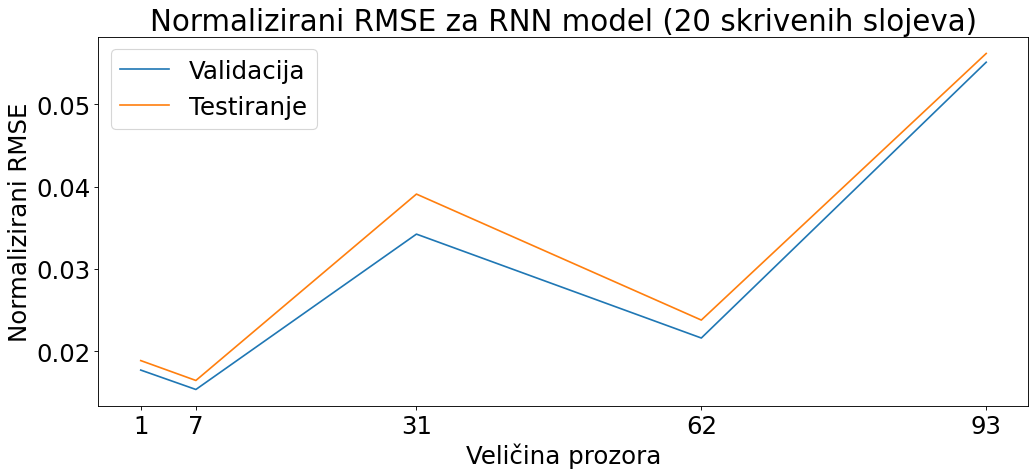 Normalizirani RMSE za RNN model (20 skrivenih slojeva)
Validacija
Testiranje
Normalizirani RMSE
0.05
0.04
0.03
0.02
1 7 31 62 93
Veličina prozora